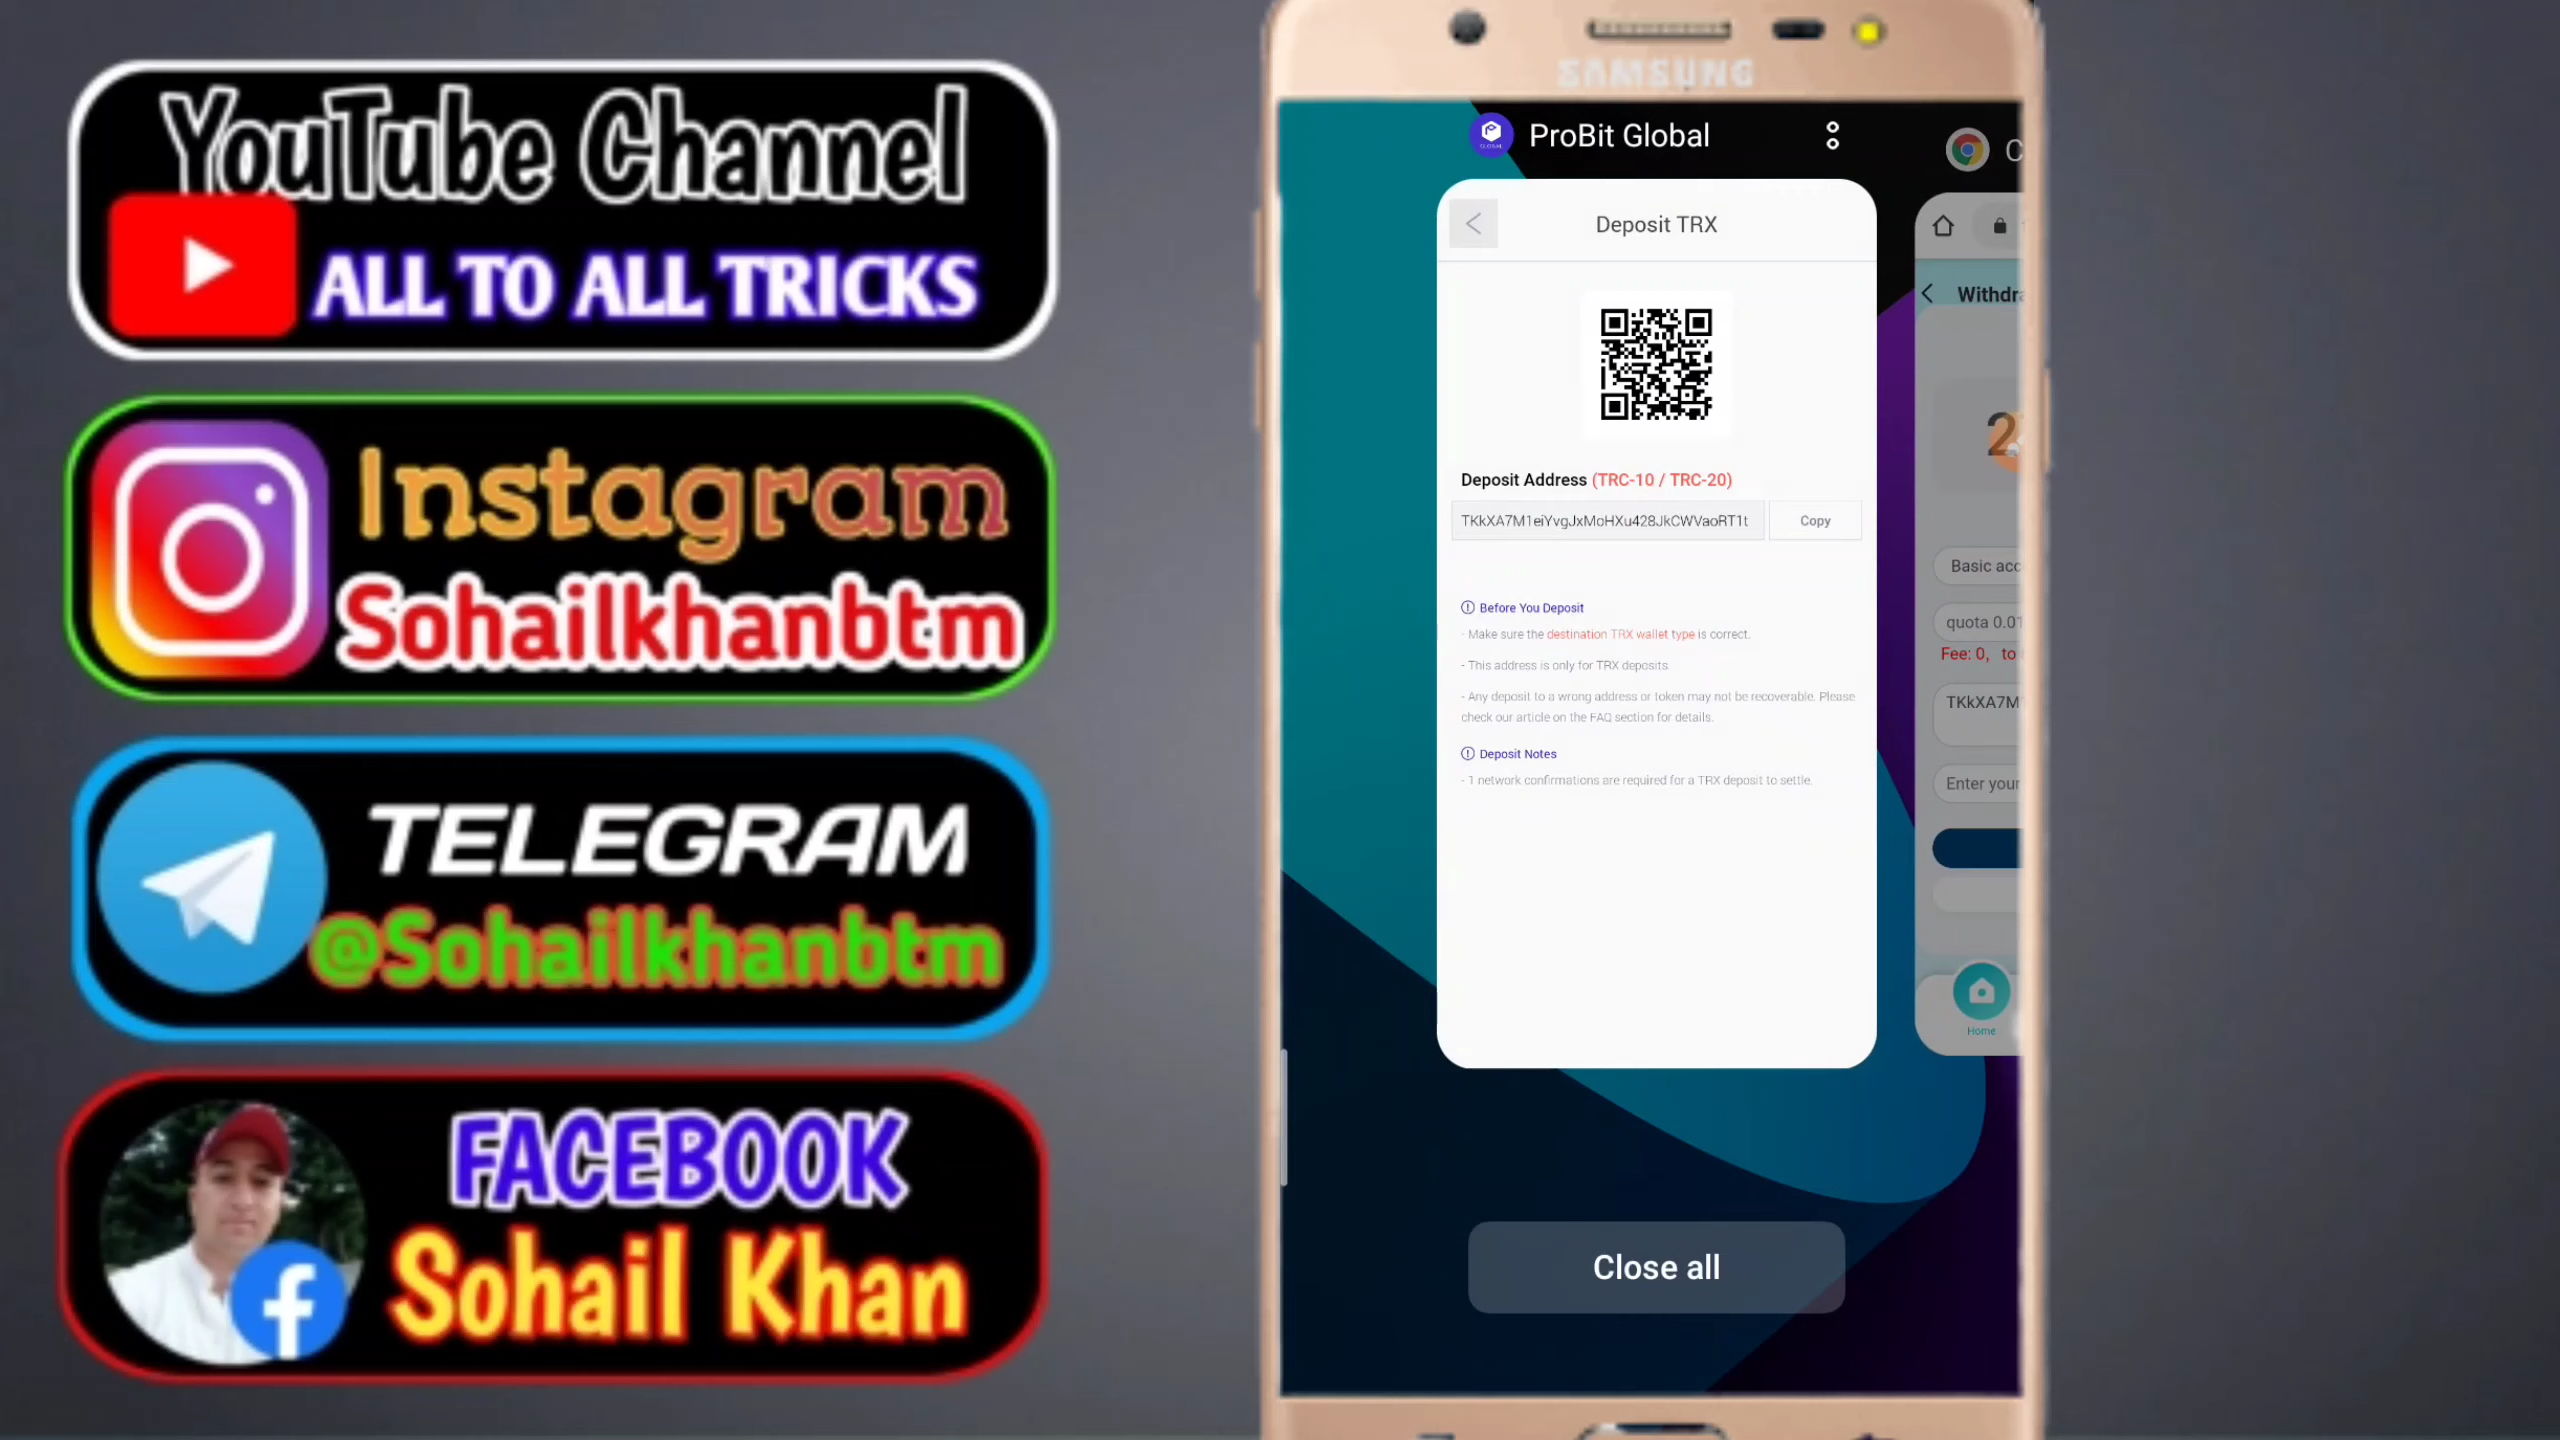 YouTube Channel
ALL TO ALL TRICKS
Instagram
Sohailkhanbtm
TELEGRAM
@Sohailkhanbtm
FACEBOOK
Sohail Khan
SAMSUNG
ProBit Global
Deposit TRX
Deposit Address (TRC-10 / TRC-20)
TKkXA7M1eiYvgJxMoHXu428JkCWVaoRT1t
Copy
Before You Deposit
- Make sure the destination TRX wallet type is correct.
- This address is only for TRX deposits.
- Any deposit to a wrong address or token may not be recoverable. Please
check our article on the FAQ section for details.
Deposit Notes
- 1 network confirmations are required for a TRX deposit to settle.
Close all
C
Withdra
2
Basic acc
quota 0.01
Fee: 0, to
TKkXA7M
Enter your
Home